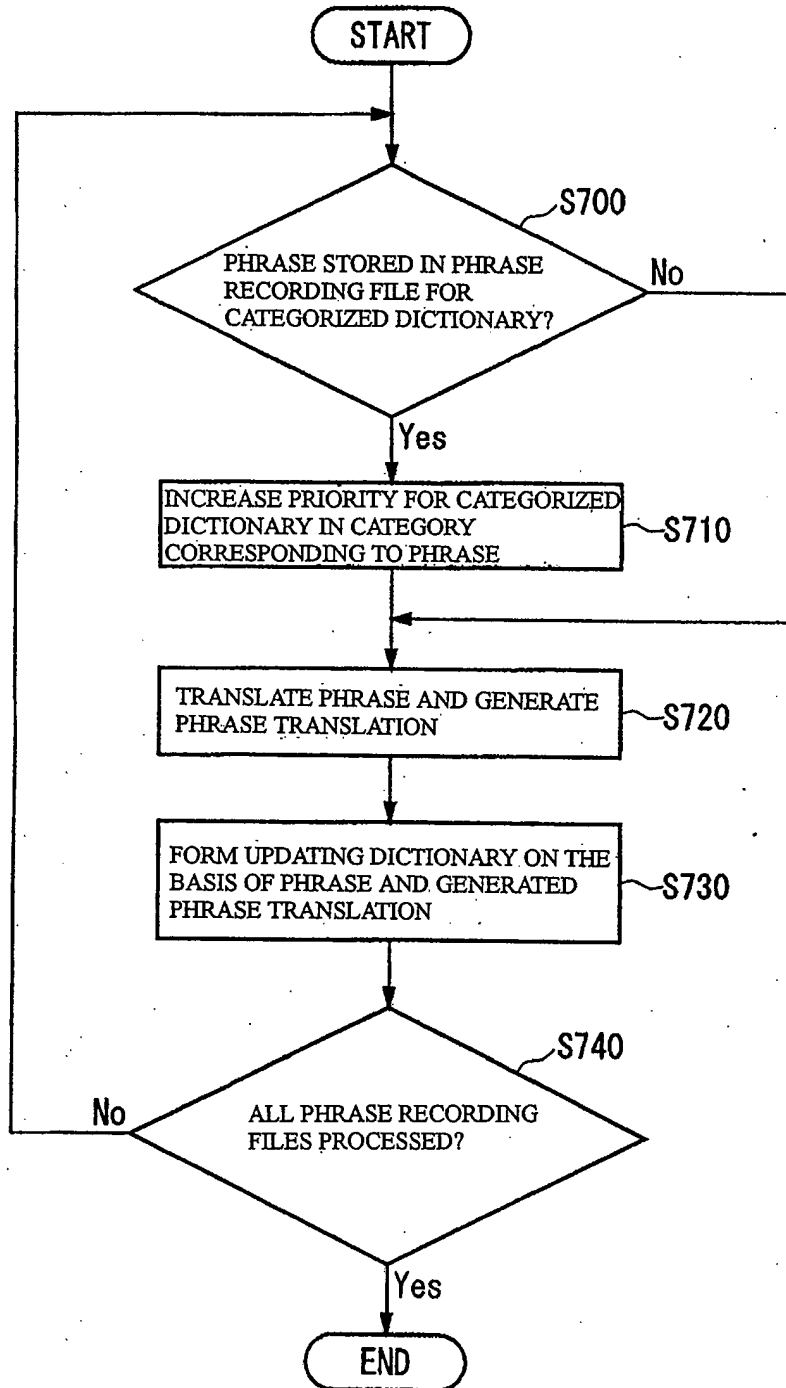 START
S700
PHRASE STORED IN PHRASE
RECORDING FILE FOR
CATEGORIZED DICTIONARY?
No
Yes
INCREASE PRIORITY FOR CATEGORIZED
DICTIONARY IN CATEGORY
CORRESPONDING TO PHRASE
S710
TRANSLATE PHRASE AND GENERATE
PHRASE TRANSLATION
S720
FORM UPDATING DICTIONARY ON THE
BASIS OF PHRASE AND GENERATED
PHRASE TRANSLATION
S730
S740
No
ALL PHRASE RECORDING
FILES PROCESSED?
Yes
END